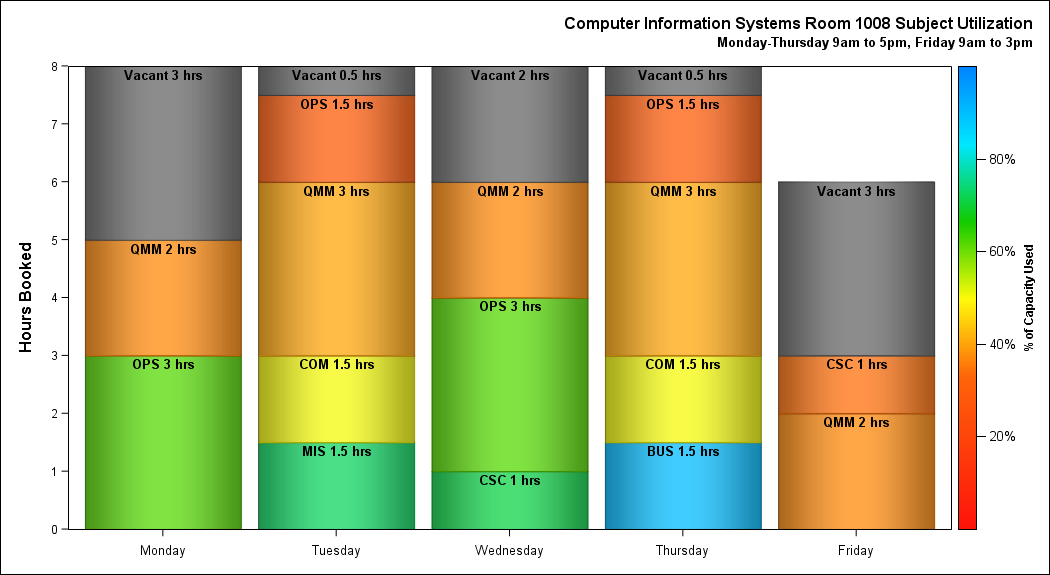 Computer Information Systems Room 1008 Subject Utilization
Monday-Thursday 9am to 5pm, Friday 9am to 3pm
Hours Booked
8
7
6
5
4
3
2
1
0
Vacant 3 hrs
QMM 2 hrs
OPS 3 hrs
Vacant 0.5 hrs
OPS 1.5 hrs
QMM 3 hrs
COM 1.5 hrs
MIS 1.5 hrs
Vacant 2 hrs
QMM 2 hrs
OPS 3 hrs
CSC 1 hrs
Vacant 0.5 hrs
OPS 1.5 hrs
QMM 3 hrs
COM 1.5 hrs
BUS 1.5 hrs
Vacant 3 hrs
CSC 1 hrs
QMM 2 hrs
Monday
Tuesday
Wednesday
Thursday
Friday
80%
60%
40%
20%
% of Capacity Used